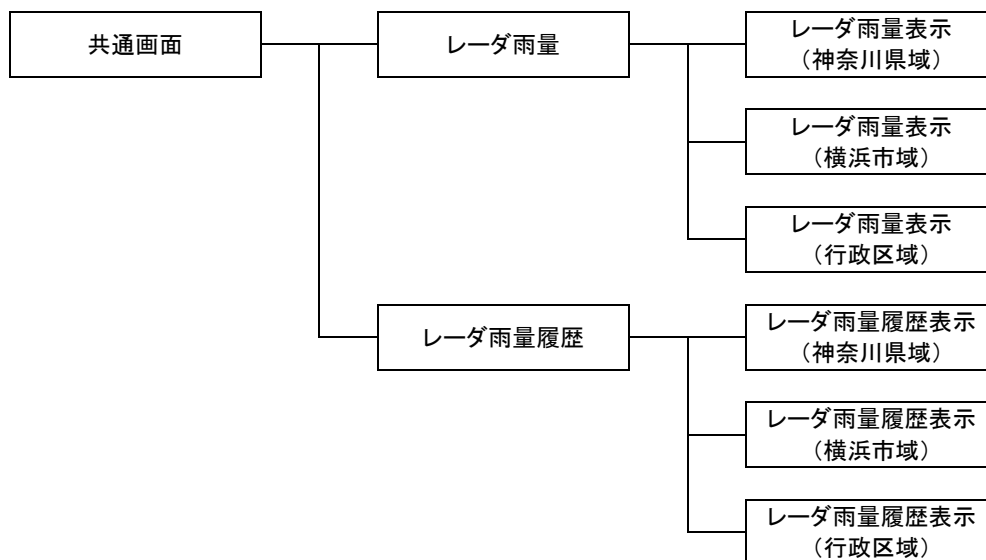 共通画面
レーダ雨量
レーダ雨量表示
（神奈川県域）
レーダ雨量表示
（横浜市域）
レーダ雨量表示
（行政区域）
レーダ雨量履歴
レーダ雨量履歴表示
（神奈川県域）
レーダ雨量履歴表示
（横浜市域）
レーダ雨量履歴表示
（行政区域）